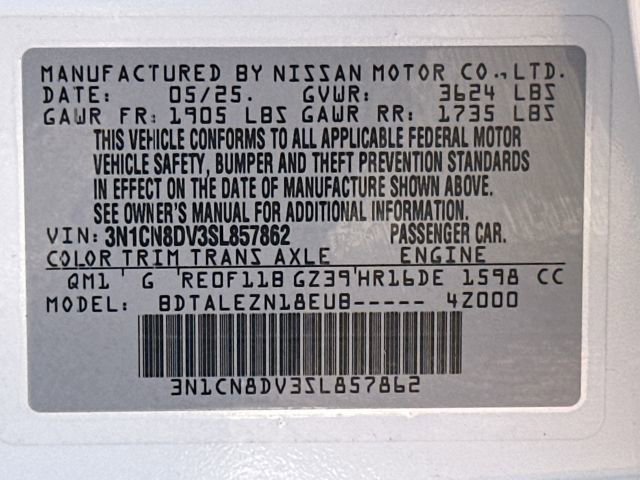 MANUFACTURED BY NISSAN MOTOR CO., LTD.
DATE: 05/25. GVWR: 3624 LBS
GAWR FR: 1905 LBS GAWR RR: 1735 LBS
THIS VEHICLE CONFORMS TO ALL APPLICABLE FEDERAL MOTOR
VEHICLE SAFETY, BUMPER AND THEFT PREVENTION STANDARDS
IN EFFECT ON THE DATE OF MANUFACTURE SHOWN ABOVE.
SEE OWNER'S MANUAL FOR ADDITIONAL INFORMATION.
VIN: 3N1CN8DV3SL857862 PASSENGER CAR.
COLOR TRIM TRANS AXLE ENGINE
QM1 G RE0F11B GZ39 HR16DE 1598 CC
MODEL: BDTALEZN18EUB----- 4Z000
3N1CN8DV3SL857862